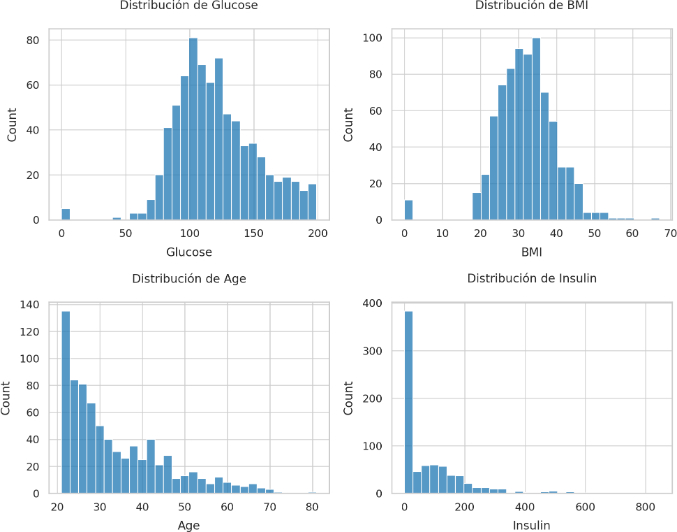 Distribución de Glucose
Count
80
60
40
20
0
0 50 100 150 200
Glucose
Distribución de BMI
Count
100
80
60
40
20
0
0 10 20 30 40 50 60 70
BMI
Distribución de Age
Count
140
120
100
80
60
40
20
0
20 30 40 50 60 70 80
Age
Distribución de Insulin
Count
400
300
200
100
0
0 200 400 600 800
Insulin